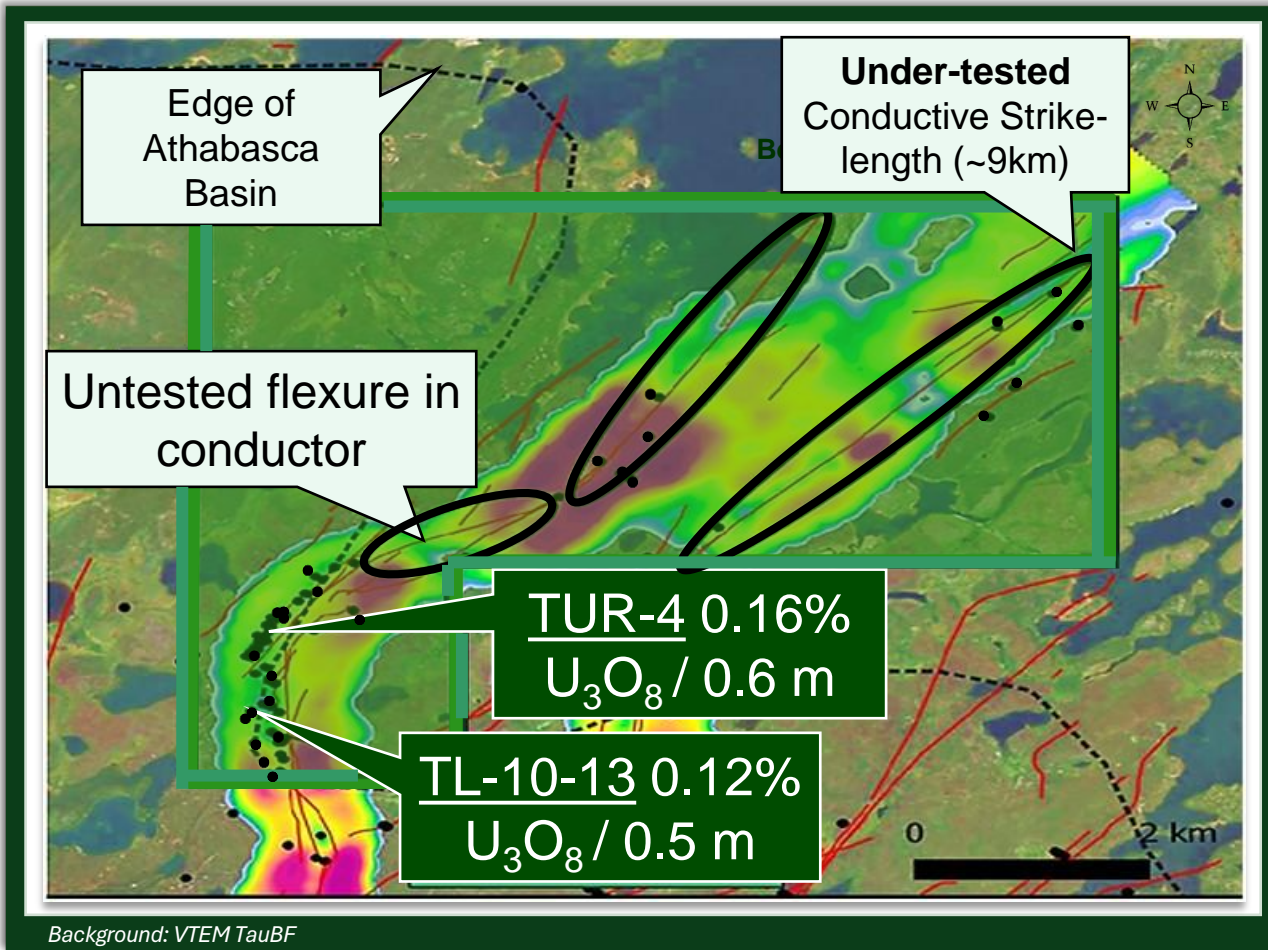 Edge of
Athabasca
Basin
Under-tested
Conductive Strike-
length (~9km)
N
W
E
S
Untested flexure in
conductor
TUR-4 0.16%
U₃O₈ / 0.6 m
TL-10-13 0.12%
U₃O₈ / 0.5 m
0
2 km
Background: VTEM TauBF